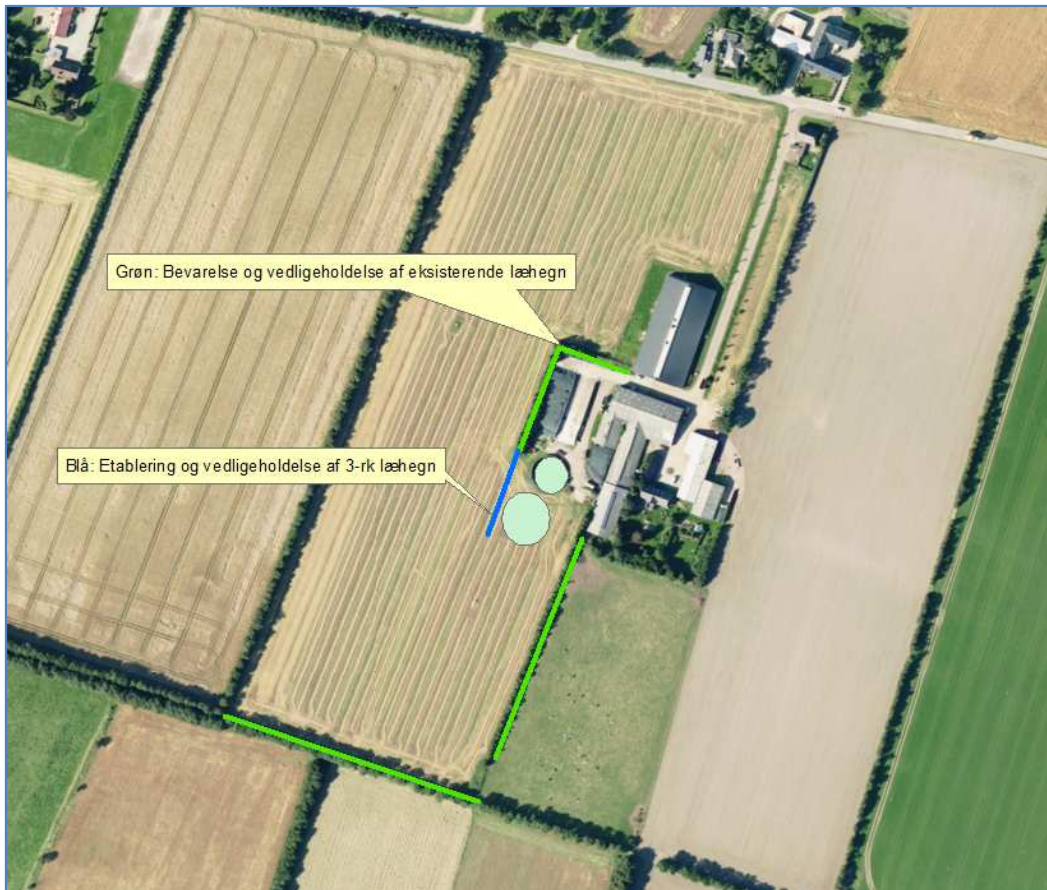 Grøn: Bevarelse og vedligeholdelse af eksisterende læhegn
Blå: Etablering og vedligeholdelse af 3-rk læhegn